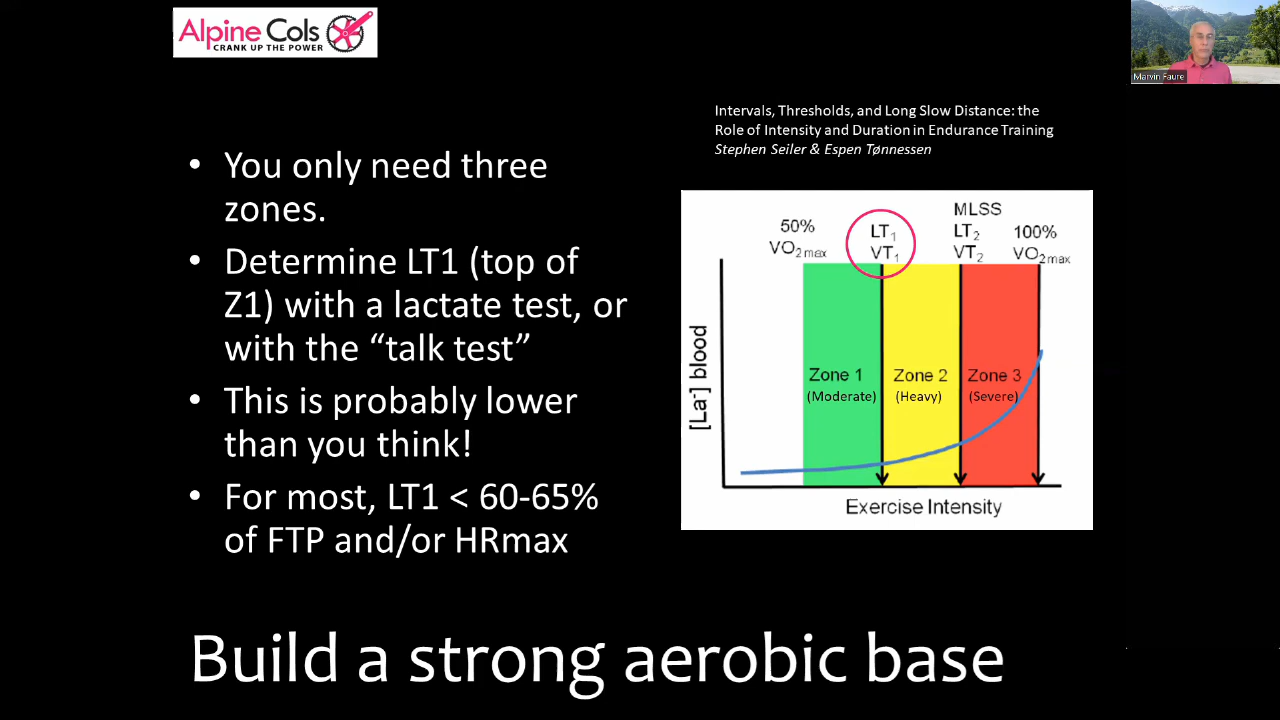 Alpine Cols
CRANK UP THE POWER
Marvin Faure
Intervals, Thresholds, and Long Slow Distance: the
Role of Intensity and Duration in Endurance Training
Stephen Seiler & Espen Tønnessen
• You only need three
zones.
• Determine LT1 (top of
Z1) with a lactate test, or
with the “talk test”
• This is probably lower
than you think!
• For most, LT1 < 60-65%
of FTP and/or HRmax
50%
VO2max
LT1
VT1
MLSS
LT2
VT2
100%
VO2max
[La-] blood
Zone 1
(Moderate)
Zone 2
(Heavy)
Zone 3
(Severe)
Exercise Intensity
Build a strong aerobic base